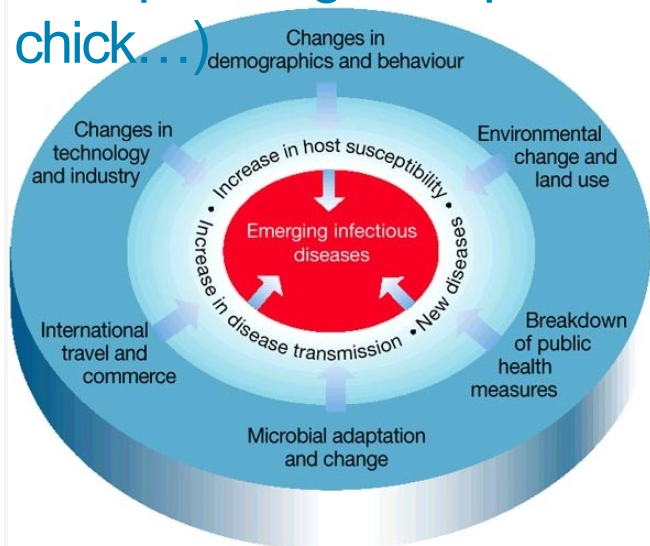 chick…)
Changes in
demographics and behaviour
Changes in
technology
and industry
Environmental
change and
land use
• Increase in host susceptibility •
New diseases •
Increase in disease transmission
Emerging infectious
diseases
International
travel and
commerce
Breakdown
of public
health
measures
Microbial adaptation
and change